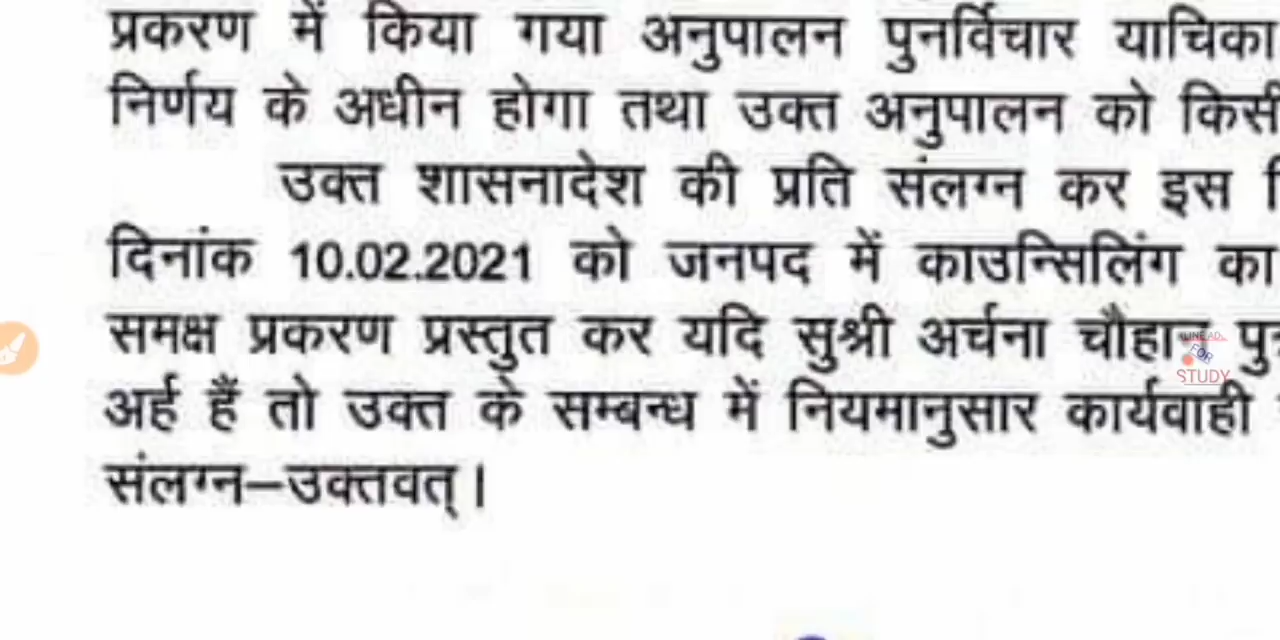 प्रकरण में किया गया अनुपालन पुनर्विचार याचिका
निर्णय के अधीन होगा तथा उक्त अनुपालन को किसी
उक्त शासनादेश की प्रति संलग्न कर इस
दिनांक 10.02.2021 को जनपद में काउन्सिलिंग का
समक्ष प्रकरण प्रस्तुत कर यदि सुश्री अर्चना चौहान
अर्ह हैं तो उक्त के सम्बन्ध में नियमानुसार कार्यवाही
संलग्न–उक्तवत्।
FOR
STUDY